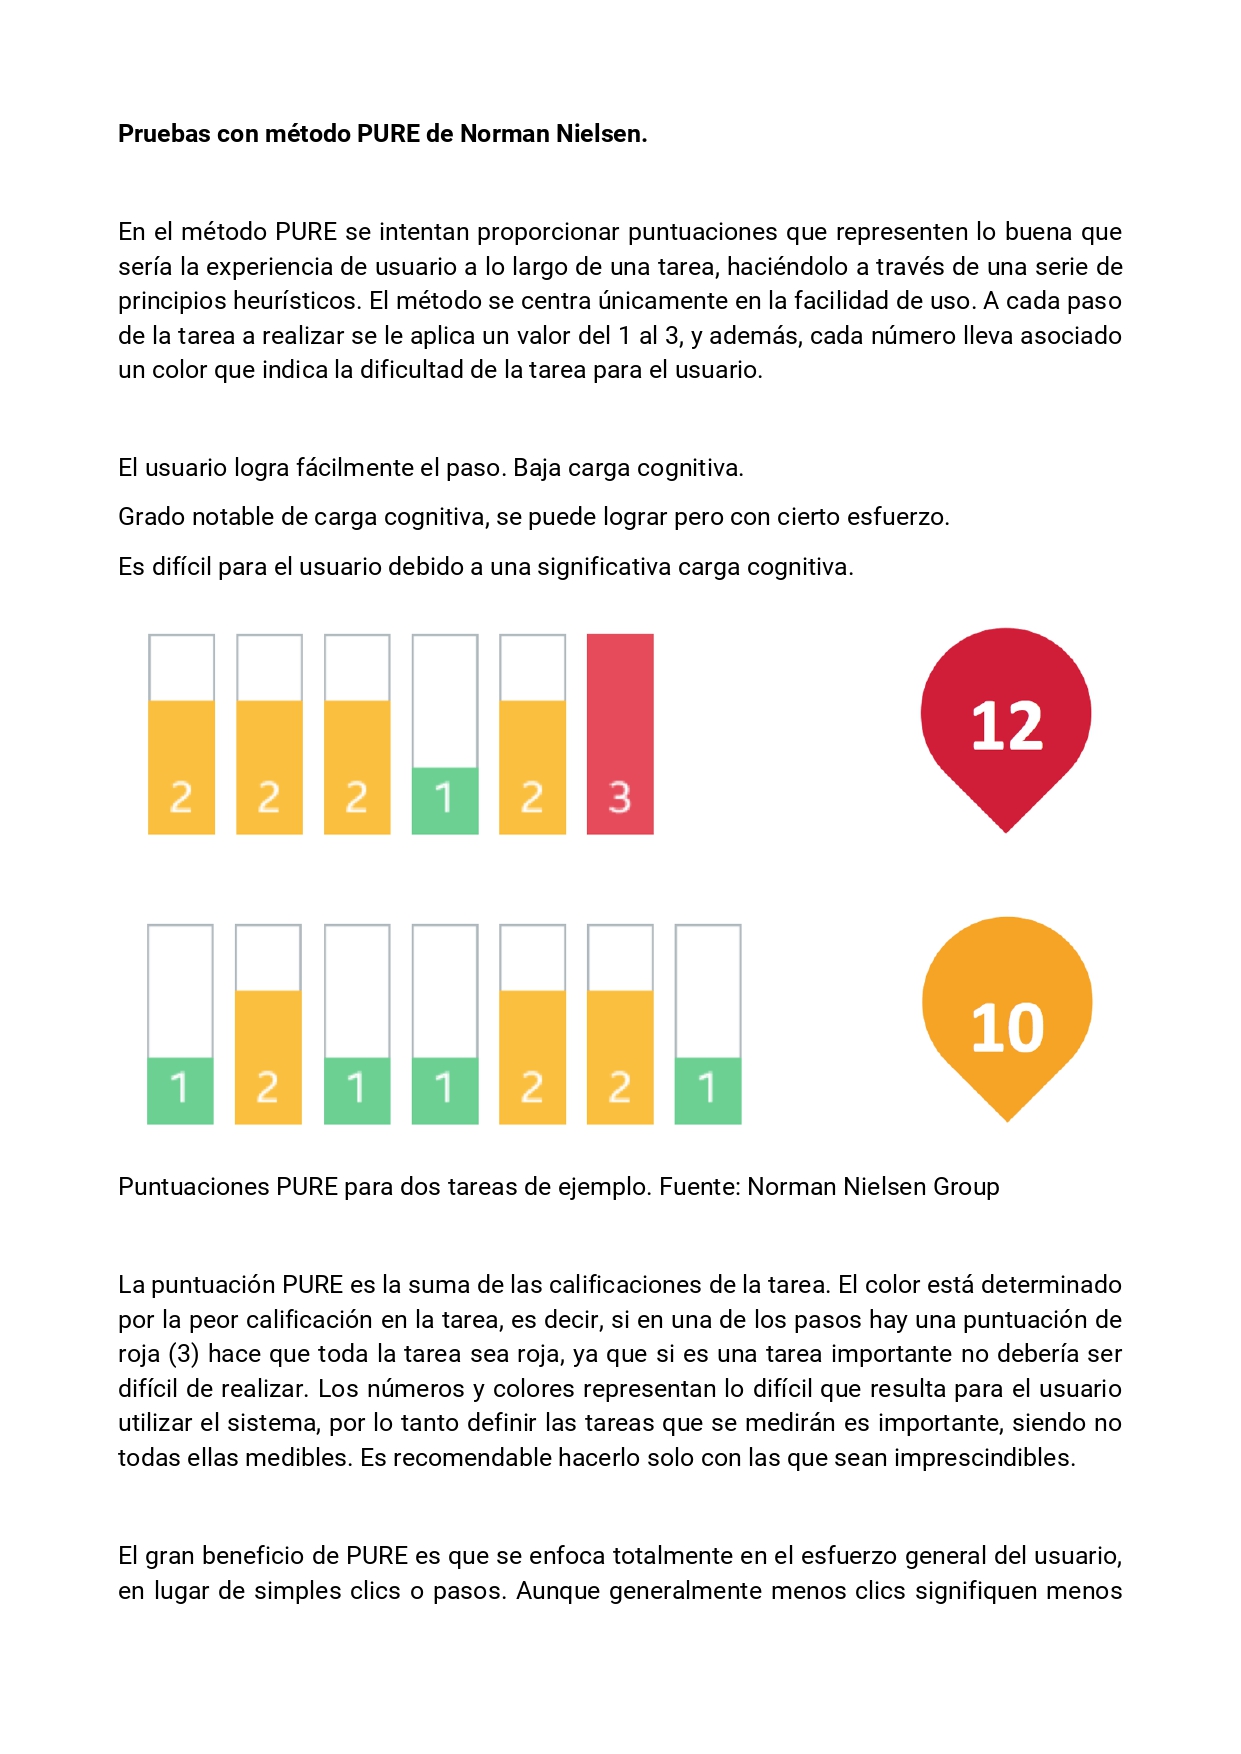 Pruebas con método PURE de Norman Nielsen.
En el método PURE se intentan proporcionar puntuaciones que representen lo buena que
sería la experiencia de usuario a lo largo de una tarea, haciéndolo a través de una serie de
principios heurísticos. El método se centra únicamente en la facilidad de uso. A cada paso
de la tarea a realizar se le aplica un valor del 1 al 3, y además, cada número lleva asociado
un color que indica la dificultad de la tarea para el usuario.
El usuario logra fácilmente el paso. Baja carga cognitiva.
Grado notable de carga cognitiva, se puede lograr pero con cierto esfuerzo.
Es difícil para el usuario debido a una significativa carga cognitiva.
2 2 2 1 2 3 12
1 2 1 1 2 2 1 10
Puntuaciones PURE para dos tareas de ejemplo. Fuente: Norman Nielsen Group
La puntuación PURE es la suma de las calificaciones de la tarea. El color está determinado
por la peor calificación en la tarea, es decir, si en una de los pasos hay una puntuación de
roja (3) hace que toda la tarea sea roja, ya que si es una tarea importante no debería ser
difícil de realizar. Los números y colores representan lo difícil que resulta para el usuario
utilizar el sistema, por lo tanto definir las tareas que se medirán es importante, siendo no
todas ellas medibles. Es recomendable hacerlo solo con las que sean imprescindibles.
El gran beneficio de PURE es que se enfoca totalmente en el esfuerzo general del usuario,
en lugar de simples clics o pasos. Aunque generalmente menos clics signifiquen menos